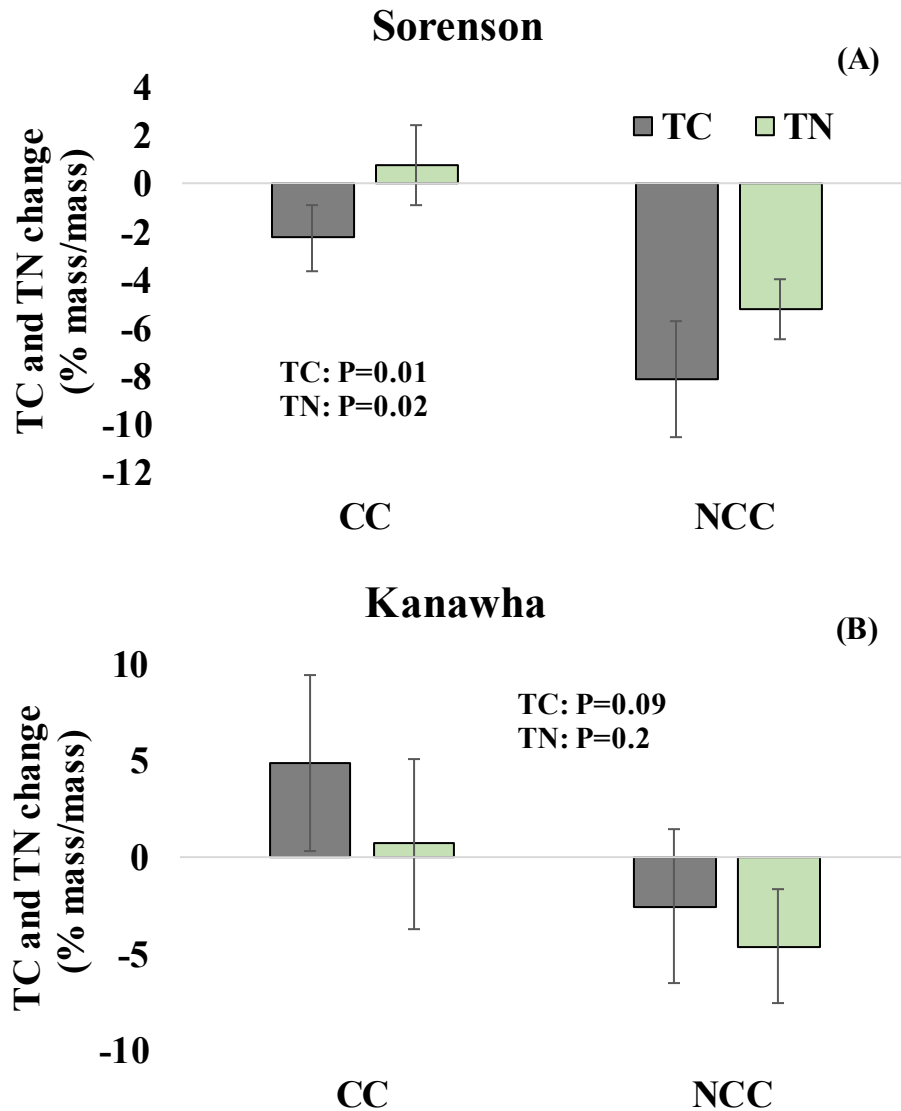 Sorenson
(A)
TC and TN change
(% mass/mass)
4
2
0
-2
-4
-6
-8
-10
-12
TC
TN
TC: P=0.01
TN: P=0.02
CC
NCC
Kanawha
(B)
TC and TN change
(% mass/mass)
10
5
0
-5
-10
TC: P=0.09
TN: P=0.2
CC
NCC